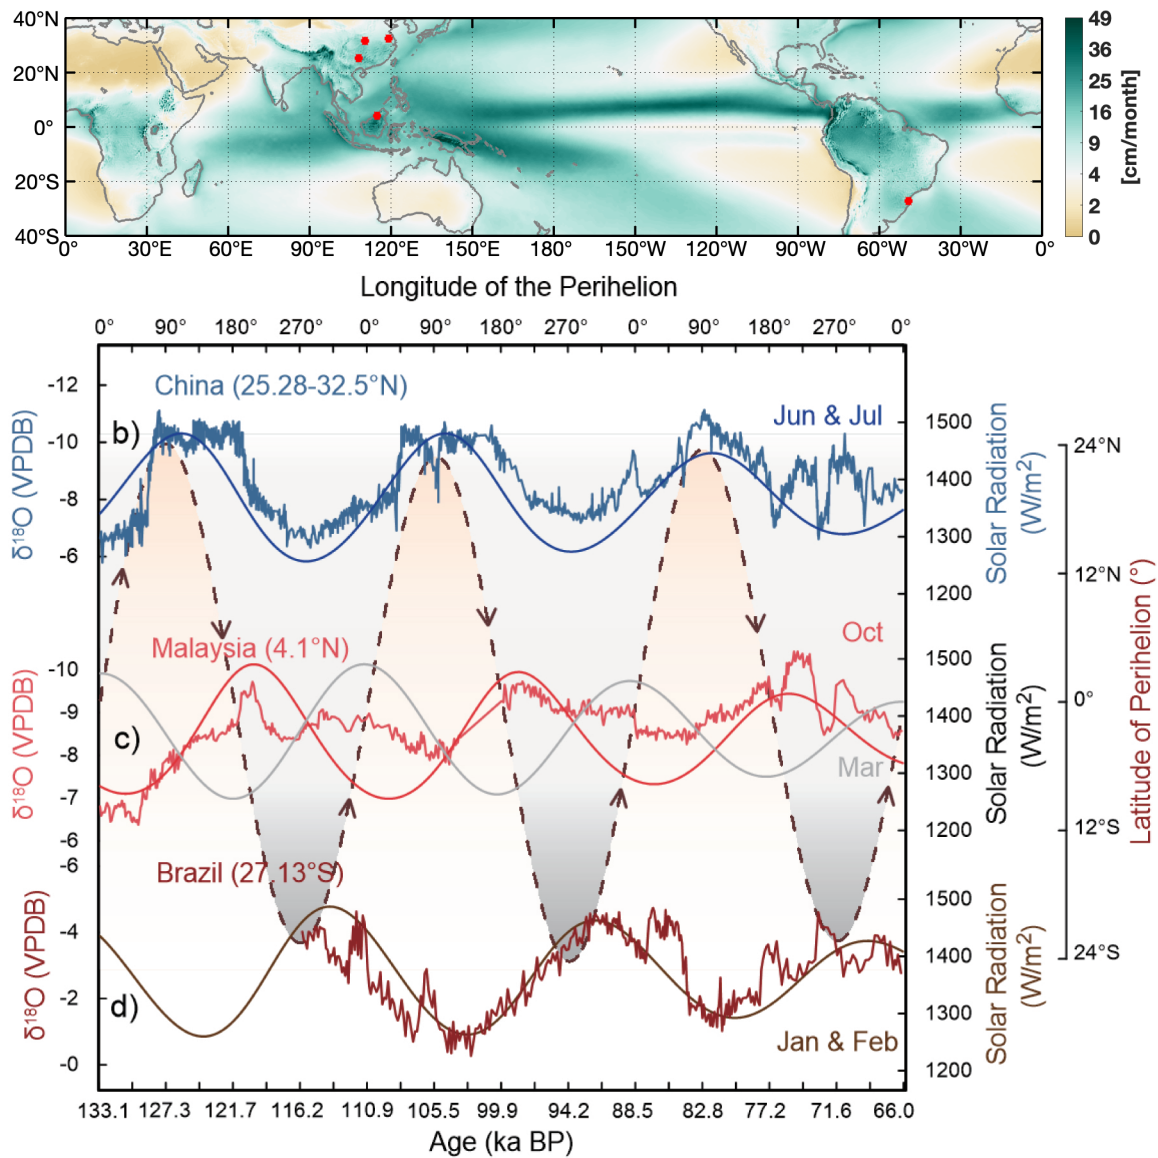 40°N
20°N
0°
20°S
40°S
0° 30°E 60°E 90°E 120°E 150°E 180° 150°W 120°W 90°W 60°W 30°W 0°
49
36
25
16
9
4
2
0
[cm/month]
Longitude of the Perihelion
0° 90° 180° 270° 0° 90° 180° 270° 0° 90° 180° 270° 0°
b)
China (25.28-32.5°N)
Jun & Jul
-12
-10
-8
-6
δ¹⁸O (VPDB)
1500
1400
1300
1200
Solar Radiation
(W/m²)
c)
Malaysia (4.1°N)
Oct
Mar
-10
-9
-8
-7
-6
δ¹⁸O (VPDB)
1500
1400
1300
1200
Solar Radiation
(W/m²)
24°N
12°N
0°
12°S
24°S
Latitude of Perihelion (°)
d)
Brazil (27.13°S)
Jan & Feb
-6
-4
-2
-0
δ¹⁸O (VPDB)
1500
1400
1300
1200
Solar Radiation
(W/m²)
133.1 127.3 121.7 116.2 110.9 105.5 99.9 94.2 88.5 82.8 77.2 71.6 66.0
Age (ka BP)